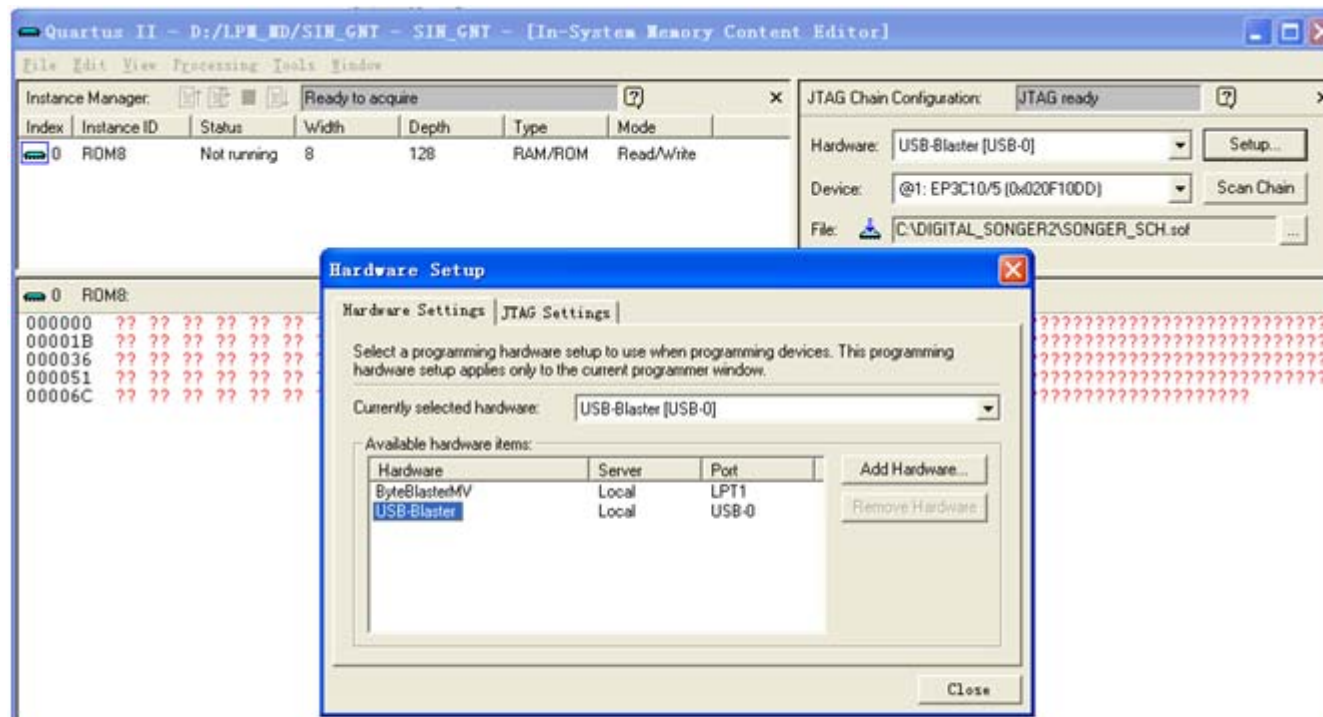 Quartus II - D:/LPM_MD/SIN_GNT - SIN_GNT - [In-System Memory Content Editor]
File Edit View Processing Tools Window
Instance Manager: Ready to acquire
Index Instance ID Status Width Depth Type Mode
0 ROM8 Not running 8 128 RAM/ROM Read/Write
JTAG Chain Configuration: JTAG ready
Hardware: USB-Blaster [USB-0] Setup...
Device: @1: EP3C10/5 (0x020F10DD) Scan Chain
File: C:\DIGITAL_SONGER2\SONGER_SCH.sof ...
0 ROM8:
000000 ?? ?? ?? ?? ?? ?? ???????????????????????????
00001B ?? ?? ?? ?? ?? ?? ???????????????????????????
000036 ?? ?? ?? ?? ?? ?? ???????????????????????????
000051 ?? ?? ?? ?? ?? ?? ???????????????????????????
00006C ?? ?? ?? ?? ?? ?? ????????????????????
Hardware Setup
Hardware Settings JTAG Settings
Select a programming hardware setup to use when programming devices. This programming
hardware setup applies only to the current programmer window.
Currently selected hardware: USB-Blaster [USB-0]
Available hardware items:
Hardware Server Port
ByteBlasterMV Local LPT1
USB-Blaster Local USB-0
Add Hardware...
Remove Hardware
Close